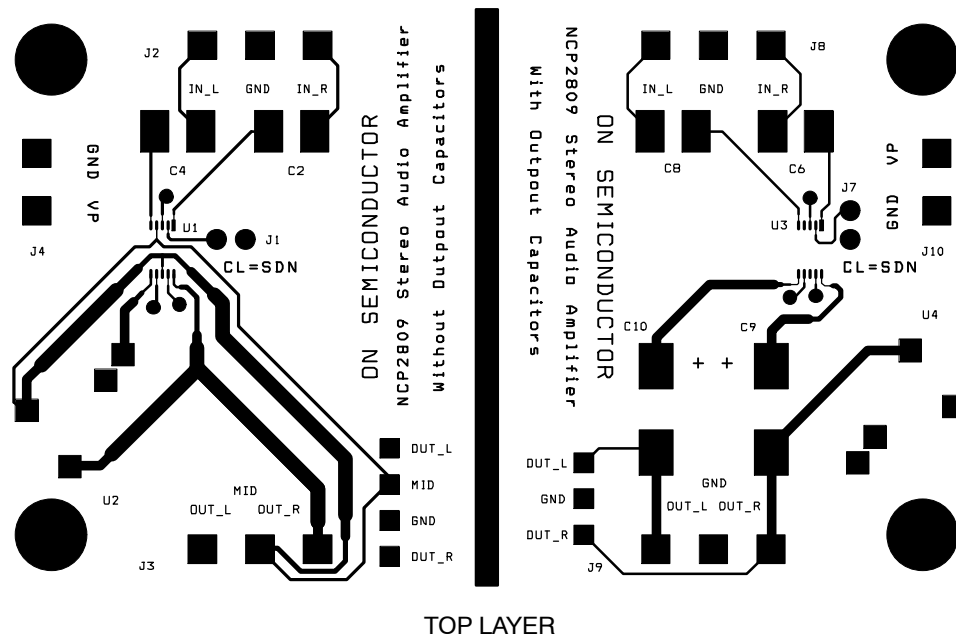 J2
IN_L GND IN_R
C4
C2
GND
VP
J4
U1
J1
CL=SDN
ON SEMICONDUCTOR
NCP2809 Stereo Audio Amplifier
Without Outpout Capacitors
U2
MID
OUT_L OUT_R
J3
OUT_L
MID
GND
OUT_R
With Outpout Capacitors
NCP2809 Stereo Audio Amplifier
ON SEMICONDUCTOR
J8
IN_L GND IN_R
C8
C6
VP
GND
J7
U3
J10
CL=SDN
C10
C9
U4
+ +
OUT_L
GND
OUT_R
GND
OUT_L OUT_R
J9
TOP LAYER